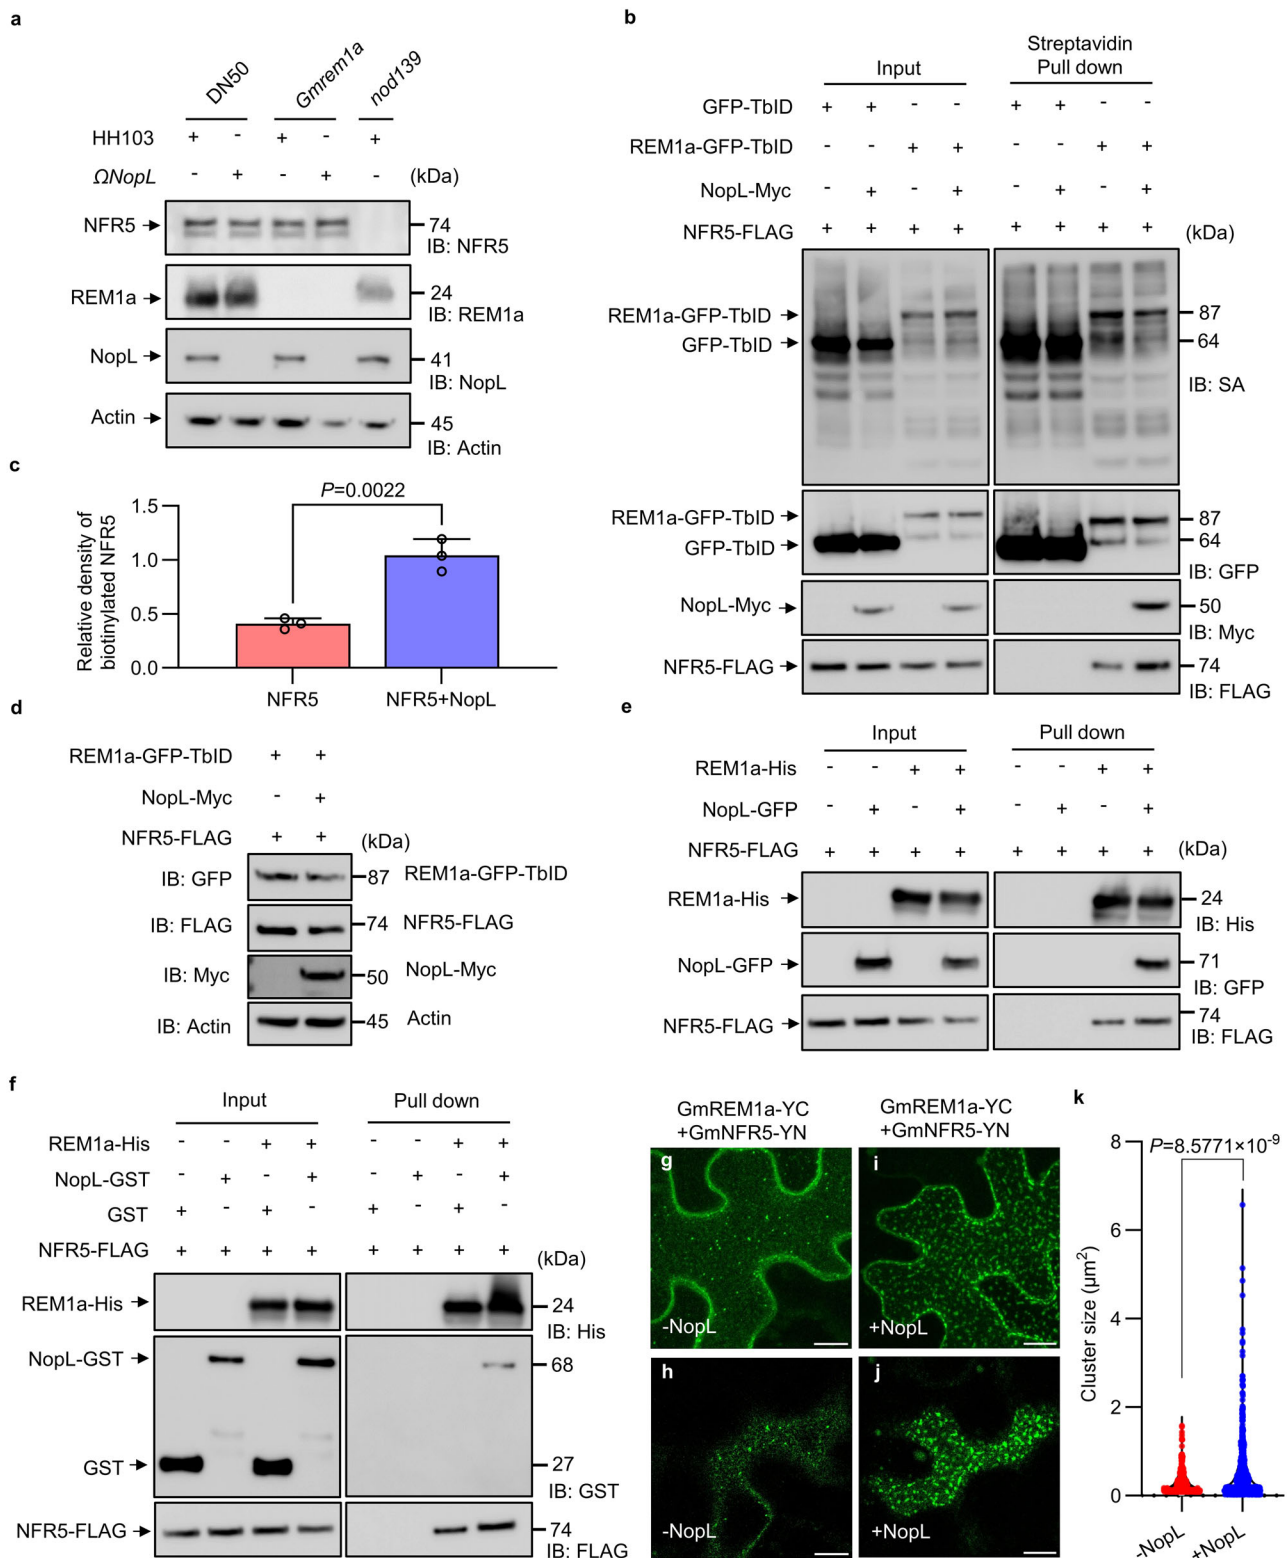 a
DN50 Gmrem1a nod139
HH103 + - + - +
ΩNopL - + - + - (kDa)
NFR5 74
IB: NFR5
REM1a 24
IB: REM1a
NopL 41
IB: NopL
Actin 45
IB: Actin
b
Input Streptavidin
Pull down
GFP-TbID + + - - + + - -
REM1a-GFP-TbID - - + + - - + +
NopL-Myc - + - + - + - +
NFR5-FLAG + + + + + + + + (kDa)
REM1a-GFP-TbID 87
GFP-TbID 64
IB: SA
REM1a-GFP-TbID 87
GFP-TbID 64
IB: GFP
NopL-Myc 50
IB: Myc
NFR5-FLAG 74
IB: FLAG
c
P=0.0022
Relative density of
biotinylated NFR5
1.5
1.0
0.5
0.0
NFR5 NFR5+NopL
d
REM1a-GFP-TbID + +
NopL-Myc - +
NFR5-FLAG + + (kDa)
IB: GFP 87 REM1a-GFP-TbID
IB: FLAG 74 NFR5-FLAG
IB: Myc 50 NopL-Myc
IB: Actin 45 Actin
e
Input Pull down
REM1a-His - - + + - - + +
NopL-GFP - + - + - + - +
NFR5-FLAG + + + + + + + + (kDa)
REM1a-His 24
IB: His
NopL-GFP 71
IB: GFP
NFR5-FLAG 74
IB: FLAG
f
Input Pull down
REM1a-His - - + + - - + +
NopL-GST - + - + - + - +
GST + - + - + - + -
NFR5-FLAG + + + + + + + + (kDa)
REM1a-His 24
IB: His
NopL-GST 68
GST 27
IB: GST
NFR5-FLAG 74
IB: FLAG
GmREM1a-YC
+GmNFR5-YN
GmREM1a-YC
+GmNFR5-YN
g
-NopL
i
+NopL
h
-NopL
j
+NopL
k
P=8.5771×10-9
Cluster size (µm2)
8
6
4
2
0
-NopL +NopL